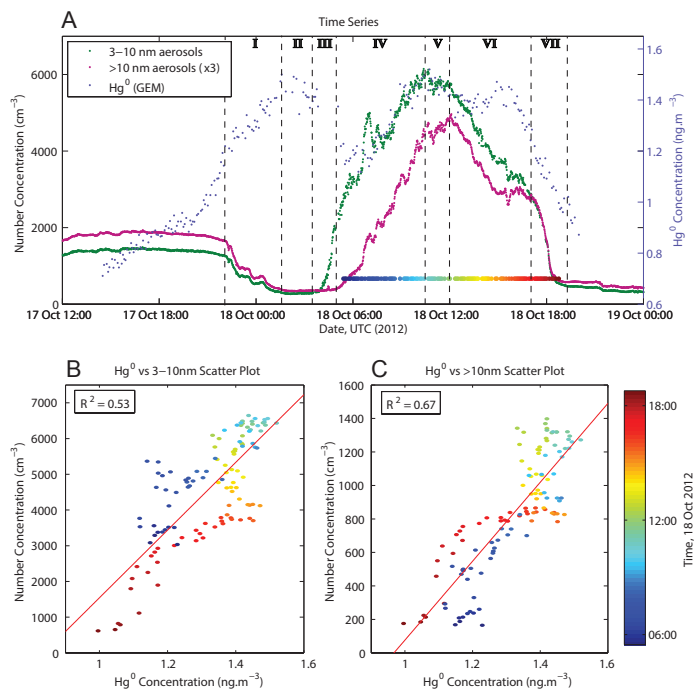 A
Time Series
I II III IV V VI VII
3−10 nm aerosols
>10 nm aerosols (x3)
Hg⁰ (GEM)
Number Concentration (cm⁻³)
6000
4000
2000
0
1.6
1.4
1.2
1
0.9
0.8
0.7
0.6
Hg⁰ Concentration (ng.m⁻³)
17 Oct 12:00 17 Oct 18:00 18 Oct 00:00 18 Oct 06:00 18 Oct 12:00 18 Oct 18:00 19 Oct 00:00
Date, UTC (2012)
B
Hg⁰ vs 3−10nm Scatter Plot
R² = 0.53
Number Concentration (cm⁻³)
7000
6000
5000
4000
3000
2000
1000
0
1 1.2 1.4 1.6
Hg⁰ Concentration (ng.m⁻³)
C
Hg⁰ vs >10nm Scatter Plot
R² = 0.67
Number Concentration (cm⁻³)
1600
1400
1200
1000
800
600
400
200
0
1 1.2 1.4 1.6
Hg⁰ Concentration (ng.m⁻³)
18:00
12:00
06:00
Time, 18 Oct 2012